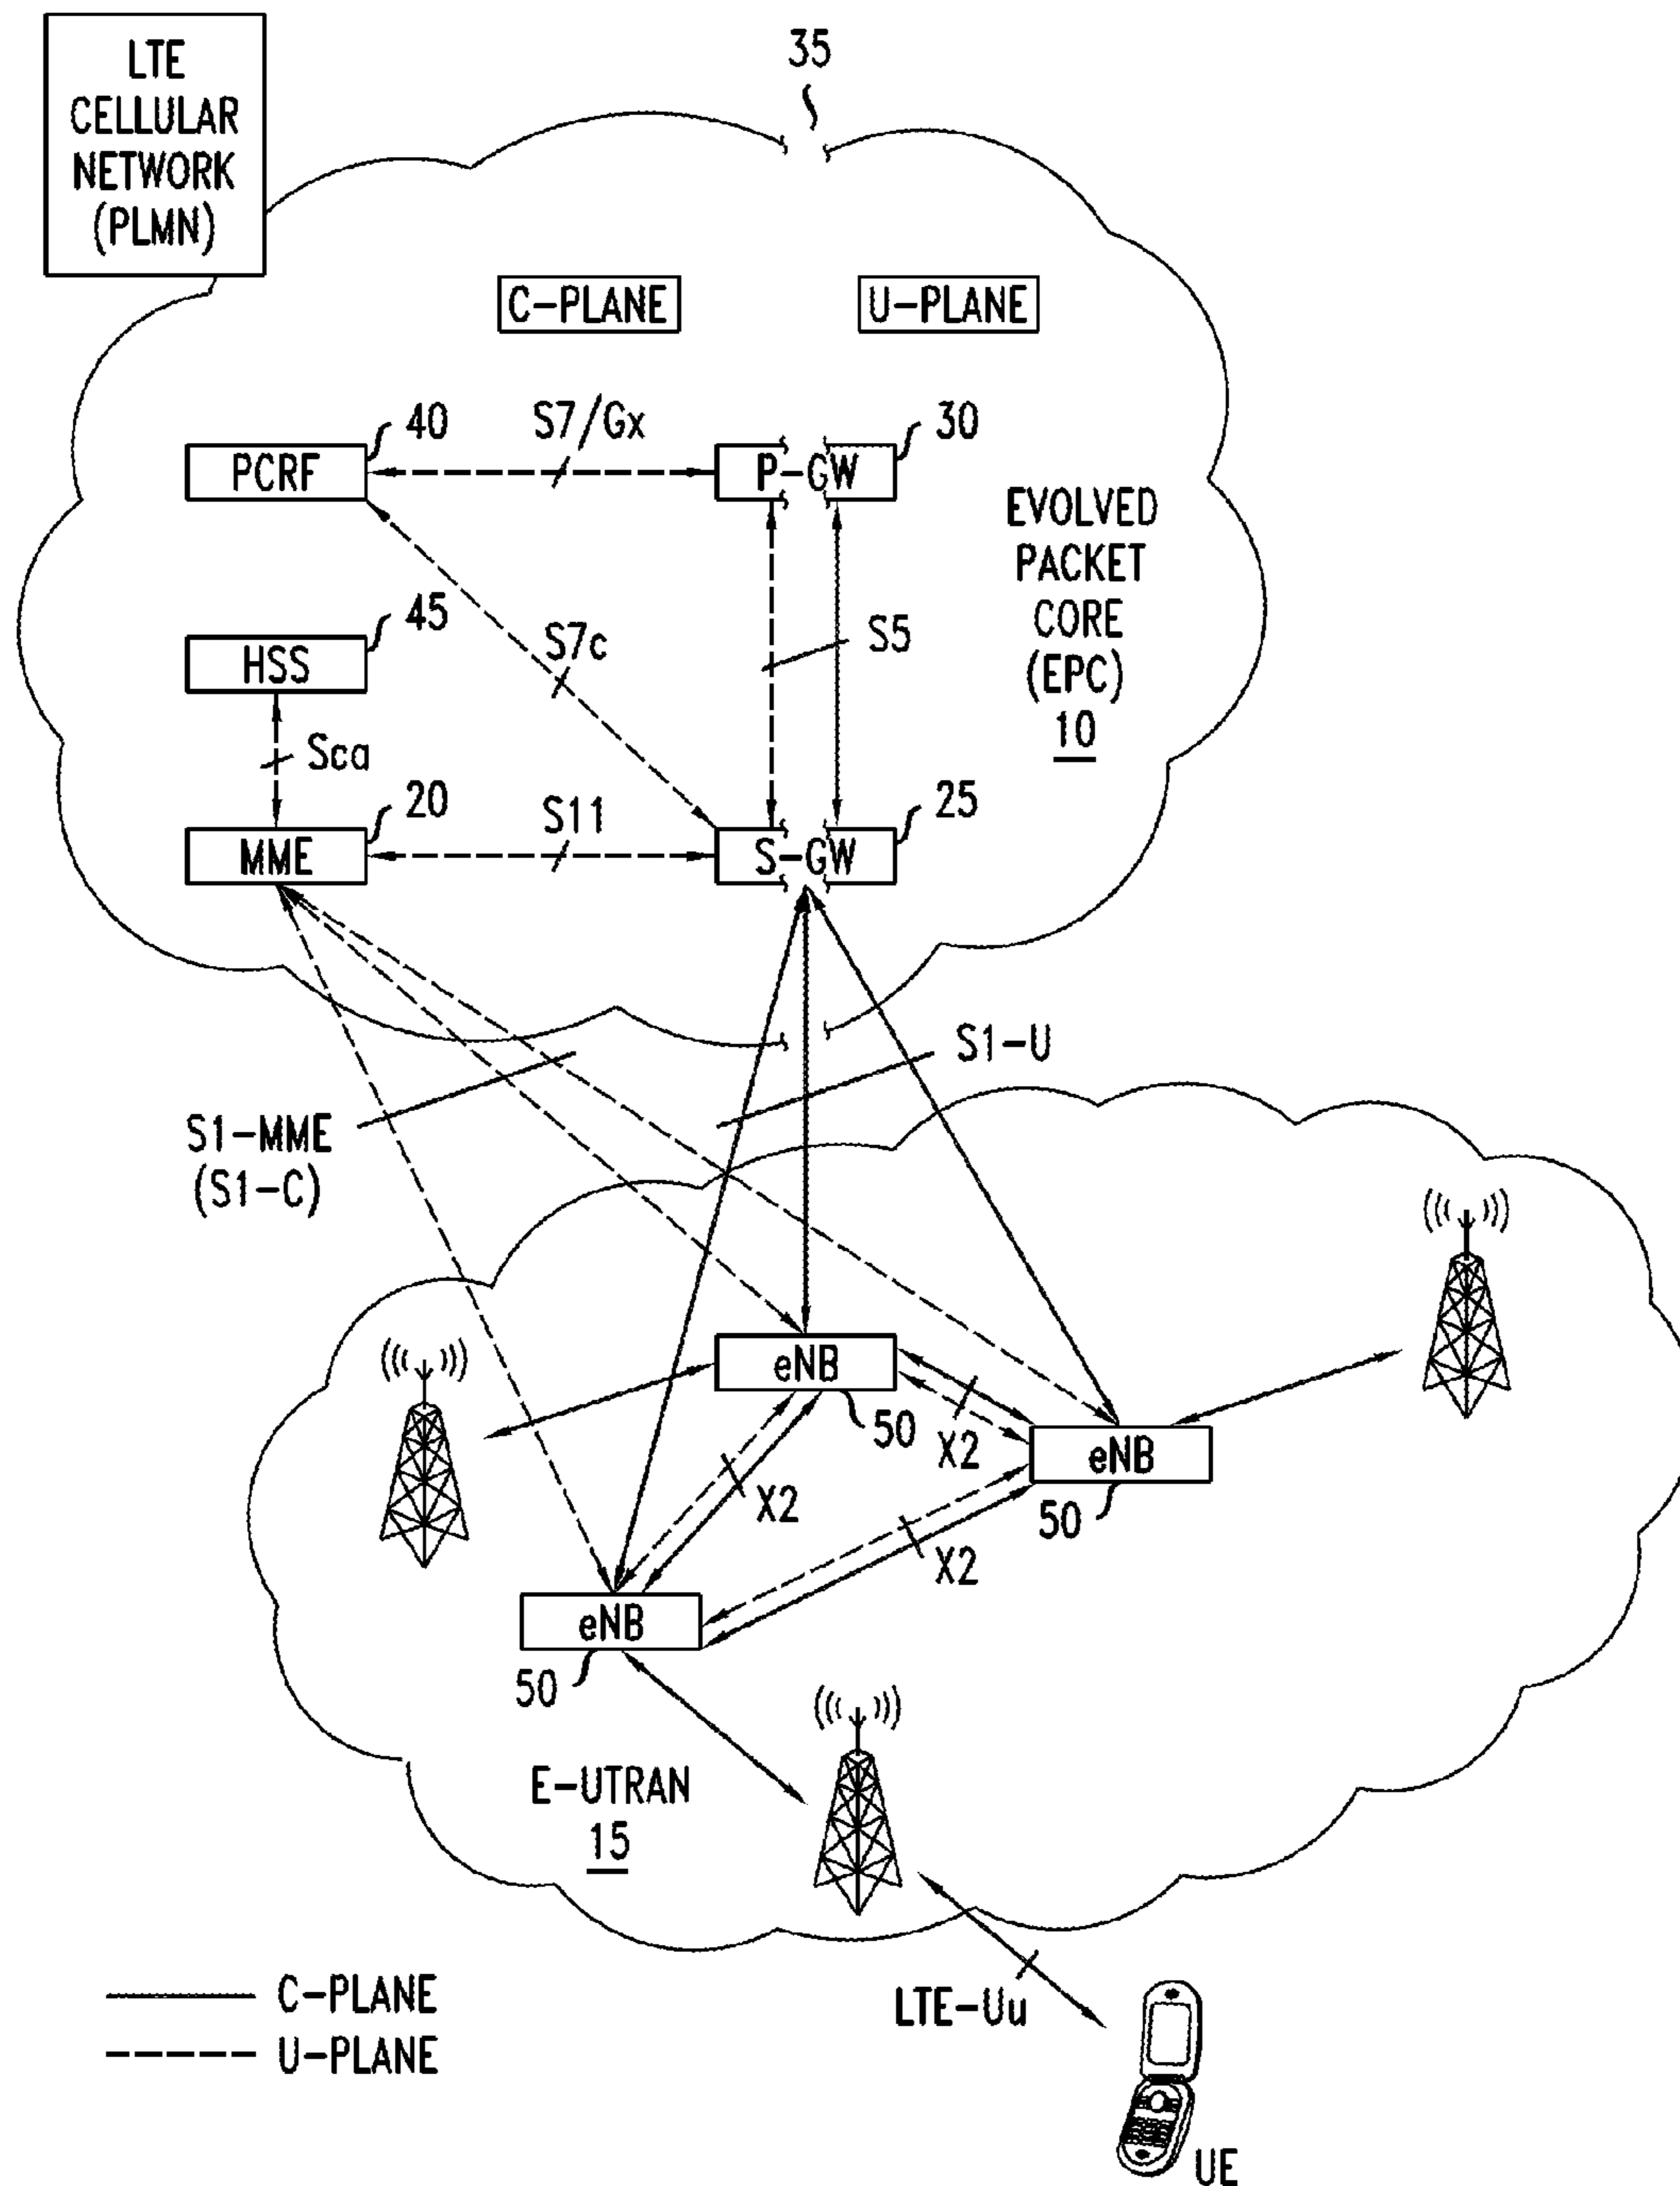 LTE
CELLULAR
NETWORK
(PLMN)
35
C-PLANE
U-PLANE
40
S7/Gx
30
PCRF
P-GW
EVOLVED
PACKET
CORE
(EPC)
10
45
HSS
S7c
S5
Sca
20
S11
25
MME
S-GW
S1-U
S1-MME
(S1-C)
eNB
50
X2
eNB
50
X2
X2
eNB
50
E-UTRAN
15
C-PLANE
U-PLANE
LTE-Uu
UE